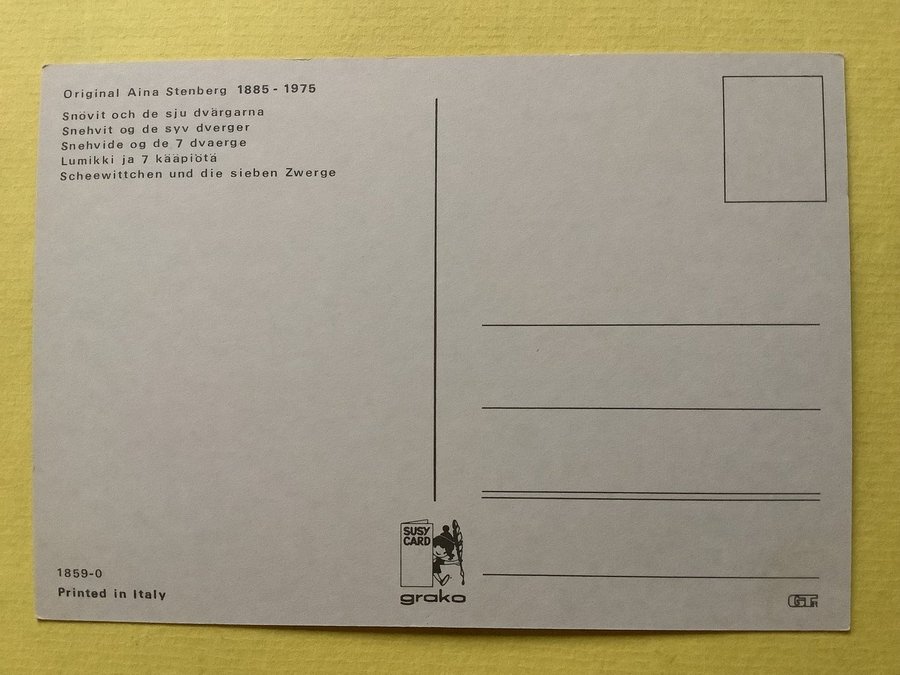 Original Aina Stenberg 1885 - 1975
Snövit och de sju dvärgarna
Snehvit og de syv dverger
Snehvide og de 7 dvaerge
Lumikki ja 7 kääpiötä
Scheewittchen und die sieben Zwerge
SUSY
CARD
grako
1859-0
Printed in Italy